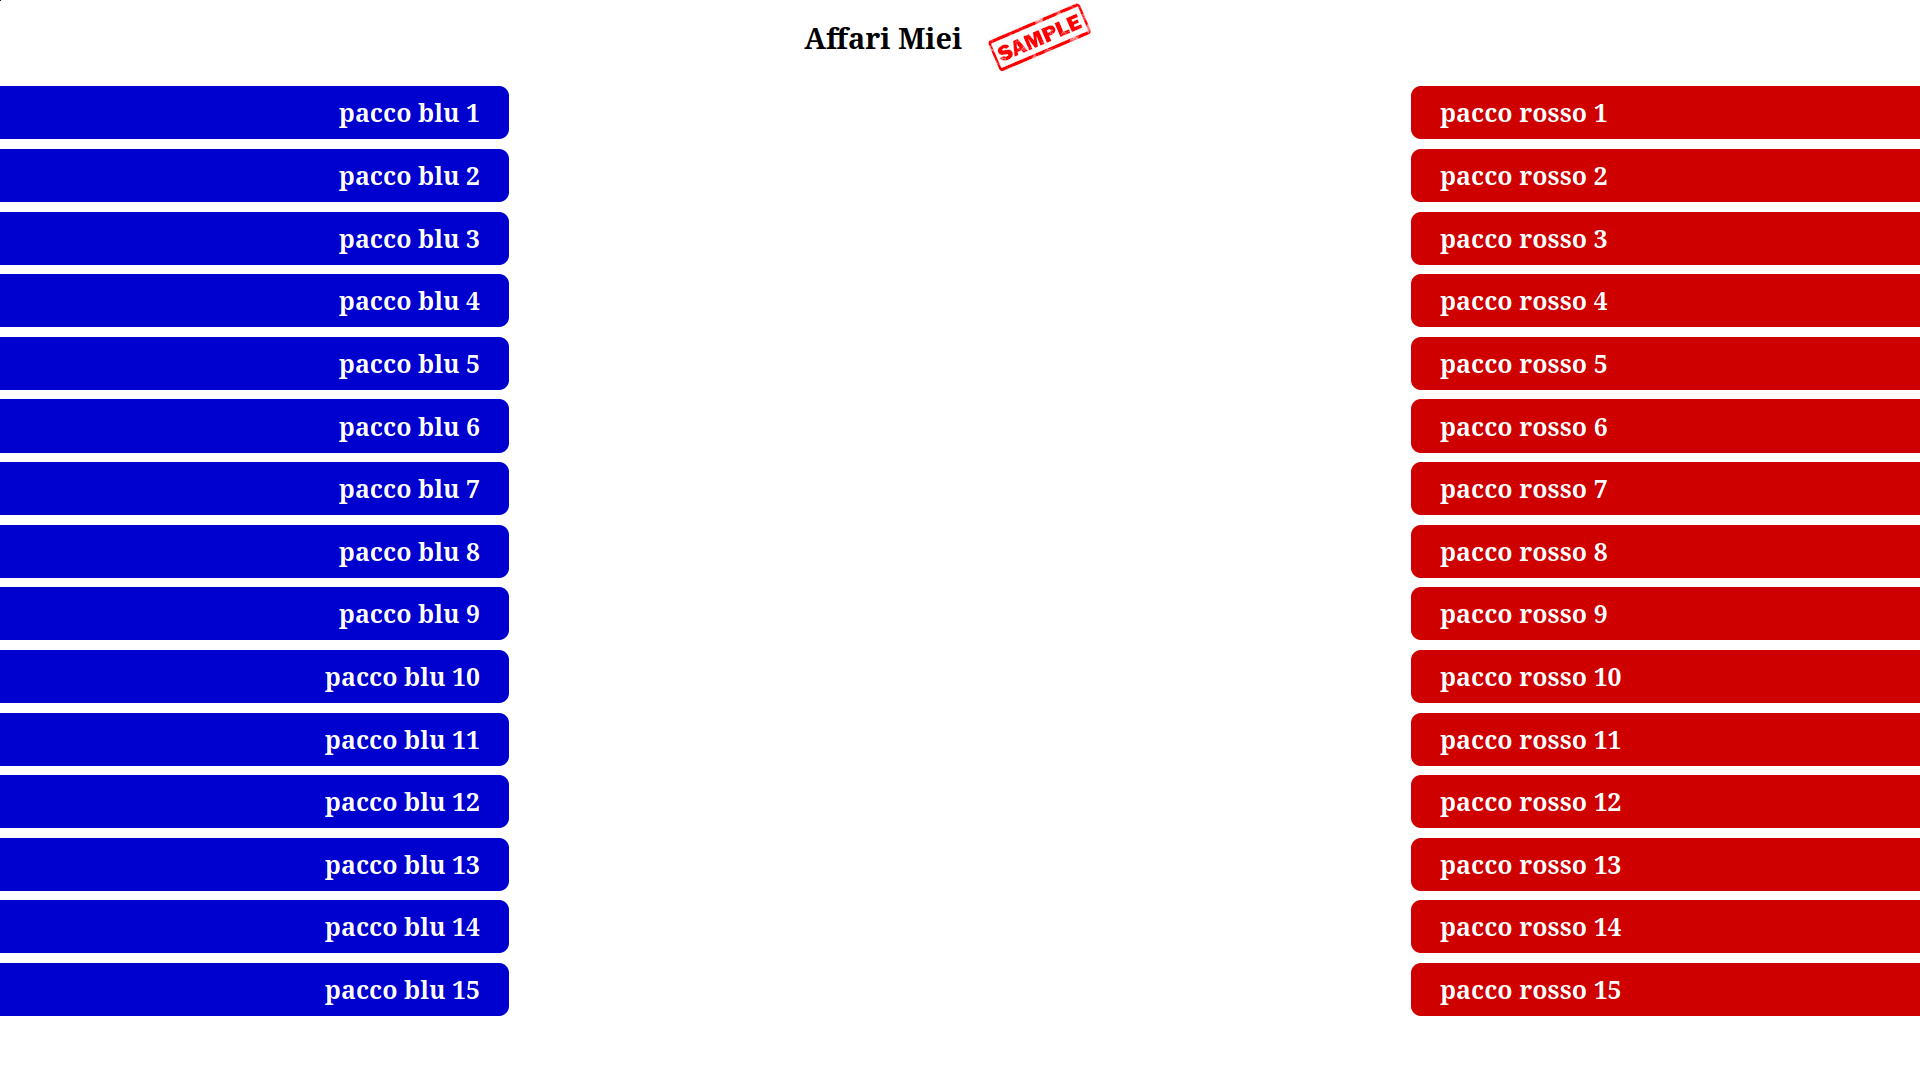 Affari Miei
SAMPLE
pacco blu 1
pacco blu 2
pacco blu 3
pacco blu 4
pacco blu 5
pacco blu 6
pacco blu 7
pacco blu 8
pacco blu 9
pacco blu 10
pacco blu 11
pacco blu 12
pacco blu 13
pacco blu 14
pacco blu 15
pacco rosso 1
pacco rosso 2
pacco rosso 3
pacco rosso 4
pacco rosso 5
pacco rosso 6
pacco rosso 7
pacco rosso 8
pacco rosso 9
pacco rosso 10
pacco rosso 11
pacco rosso 12
pacco rosso 13
pacco rosso 14
pacco rosso 15